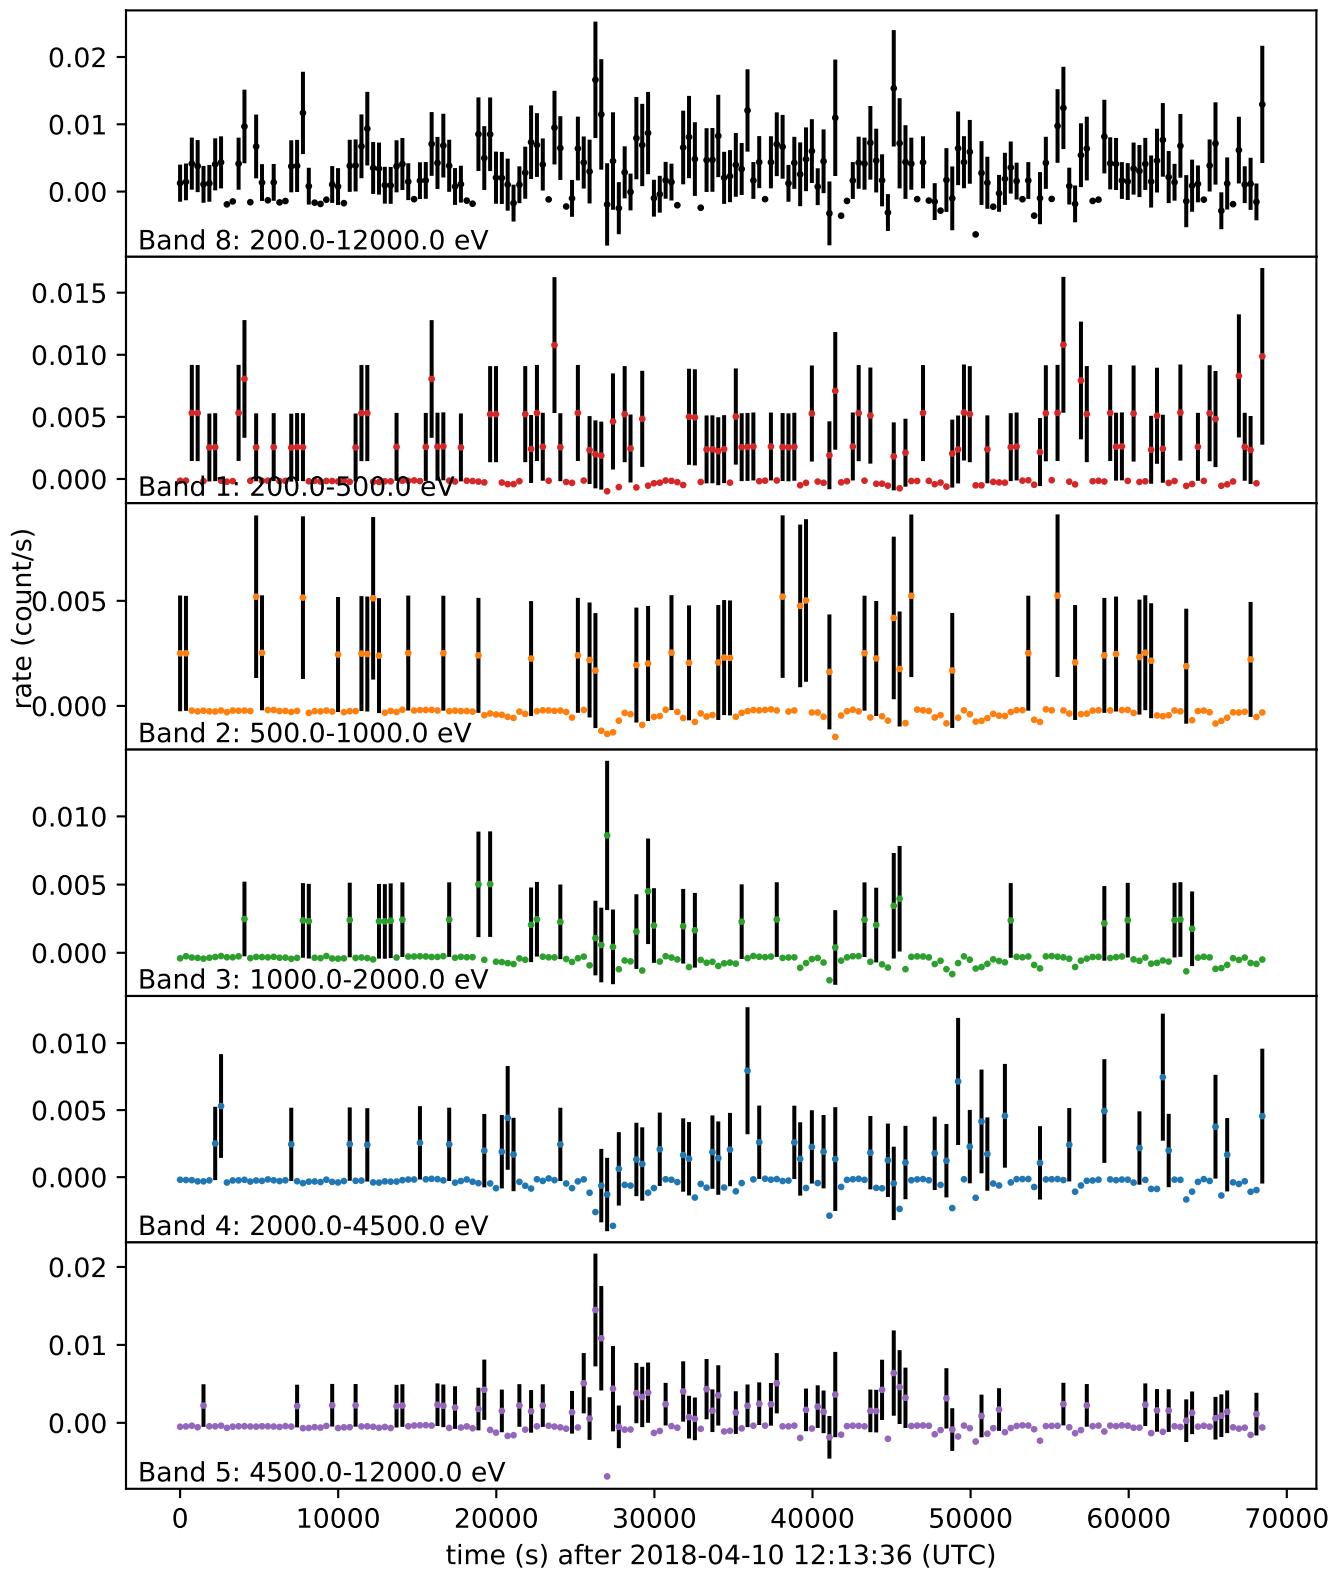 0.02
0.01
0.00
Band 8: 200.0-12000.0 eV
0.015
0.010
0.005
0.000
Band 1: 200.0-500.0 eV
rate (count/s)
0.005
0.000
Band 2: 500.0-1000.0 eV
0.010
0.005
0.000
Band 3: 1000.0-2000.0 eV
0.010
0.005
0.000
Band 4: 2000.0-4500.0 eV
0.02
0.01
0.00
Band 5: 4500.0-12000.0 eV
0 10000 20000 30000 40000 50000 60000 70000
time (s) after 2018-04-10 12:13:36 (UTC)